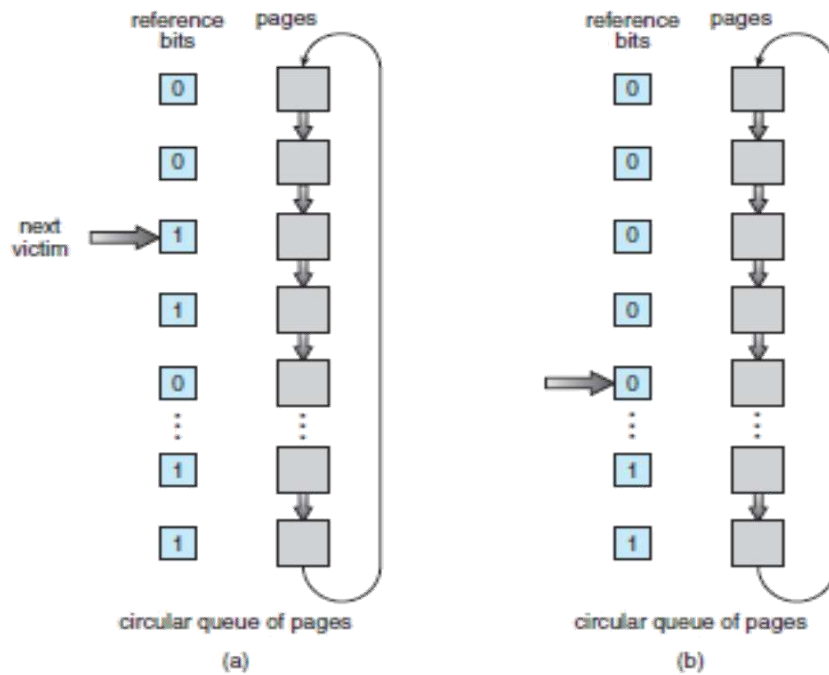 reference bits pages
0
0
next victim 1
1
0
1
1
circular queue of pages
(a)
reference bits pages
0
0
0
0
0
1
1
circular queue of pages
(b)